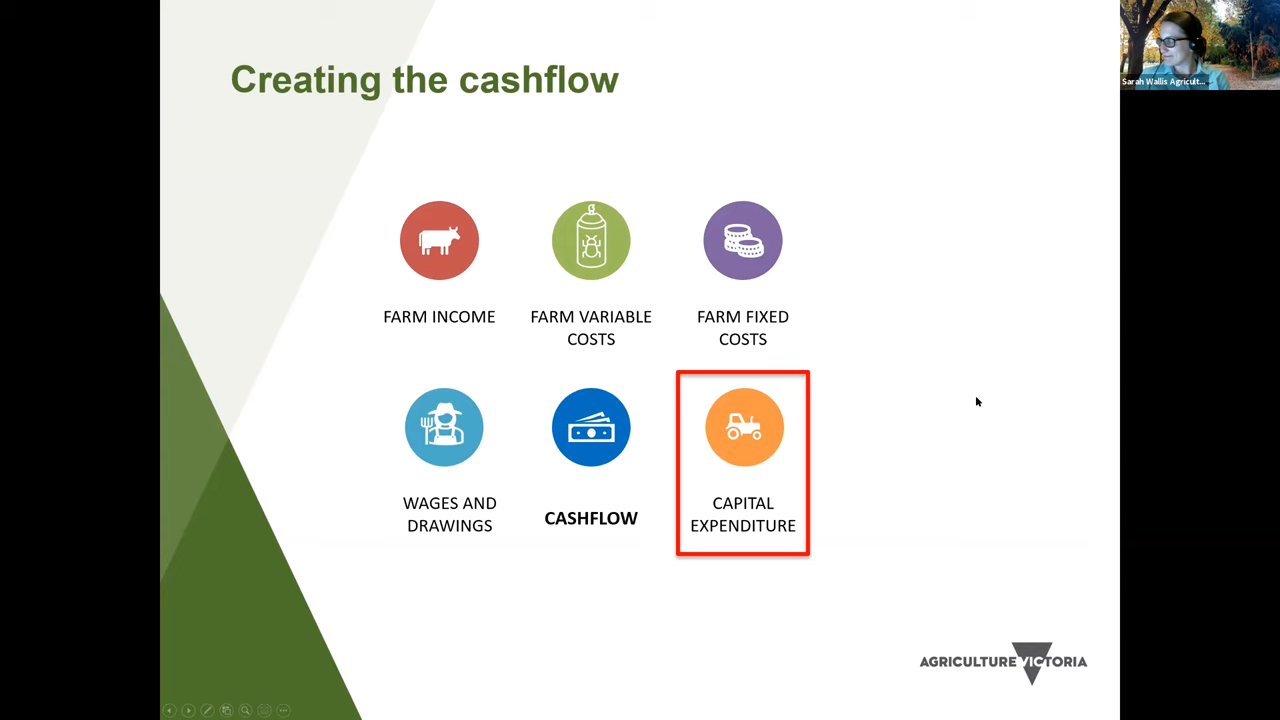 Creating the cashflow
Sarah Wallis Agricult...
FARM INCOME
FARM VARIABLE
COSTS
FARM FIXED
COSTS
WAGES AND
DRAWINGS
CASHFLOW
CAPITAL
EXPENDITURE
AGRICULTURE VICTORIA